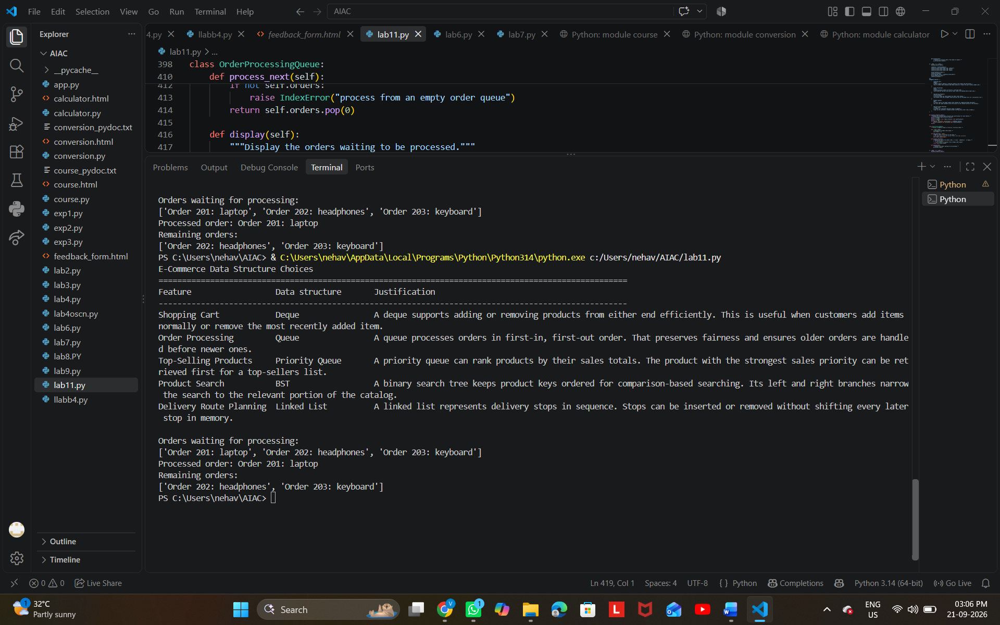 File Edit Selection View Go Run Terminal Help
AIAC
Explorer
4.py
llabb4.py
feedback_form.html
lab11.py
lab6.py
lab7.py
Python: module course
Python: module conversion
Python: module calculator
AIAC
__pycache__
app.py
calculator.html
calculator.py
conversion_pydoc.txt
conversion.html
conversion.py
course_pydoc.txt
course.html
course.py
exp1.py
exp2.py
exp3.py
feedback_form.html
lab2.py
lab3.py
lab4.py
lab4oscn.py
lab6.py
lab7.py
lab8.PY
lab9.py
lab11.py
llabb4.py
Outline
Timeline
lab11.py > ...
398 class OrderProcessingQueue:
410 def process_next(self):
412 if not self.orders:
413 raise IndexError("process from an empty order queue")
414 return self.orders.pop(0)
415
416 def display(self):
417 """Display the orders waiting to be processed."""
Problems Output Debug Console Terminal Ports
Python
Python
Orders waiting for processing:
['Order 201: laptop', 'Order 202: headphones', 'Order 203: keyboard']
Processed order: Order 201: laptop
Remaining orders:
['Order 202: headphones', 'Order 203: keyboard']
PS C:\Users\nehav\AIAC> & C:\Users\nehav\AppData\Local\Programs\Python\Python314\python.exe c:/Users/nehav/AIAC/lab11.py
E-Commerce Data Structure Choices
====================================================================================================
Feature Data structure Justification
----------------------------------------------------------------------------------------------------
Shopping Cart Deque A deque supports adding or removing products from either end efficiently. This is useful when customers add items
normally or remove the most recently added item.
Order Processing Queue A queue processes orders in first-in, first-out order. That preserves fairness and ensures older orders are handle
d before newer ones.
Top-Selling Products Priority Queue A priority queue can rank products by their sales totals. The product with the strongest sales priority can be ret
rieved first for a top-sellers list.
Product Search BST A binary search tree keeps product keys ordered for comparison-based searching. Its left and right branches narrow
the search to the relevant portion of the catalog.
Delivery Route Planning Linked List A linked list represents delivery stops in sequence. Stops can be inserted or removed without shifting every later
stop in memory.
Orders waiting for processing:
['Order 201: laptop', 'Order 202: headphones', 'Order 203: keyboard']
Processed order: Order 201: laptop
Remaining orders:
['Order 202: headphones', 'Order 203: keyboard']
PS C:\Users\nehav\AIAC>
0 0 Live Share
Ln 419, Col 1 Spaces: 4 UTF-8 { } Python Completions Python 3.14 (64-bit) Go Live
1 32°C
Partly sunny
Search
V
1
L
W
ENG
US
03:06 PM
21-09-2026